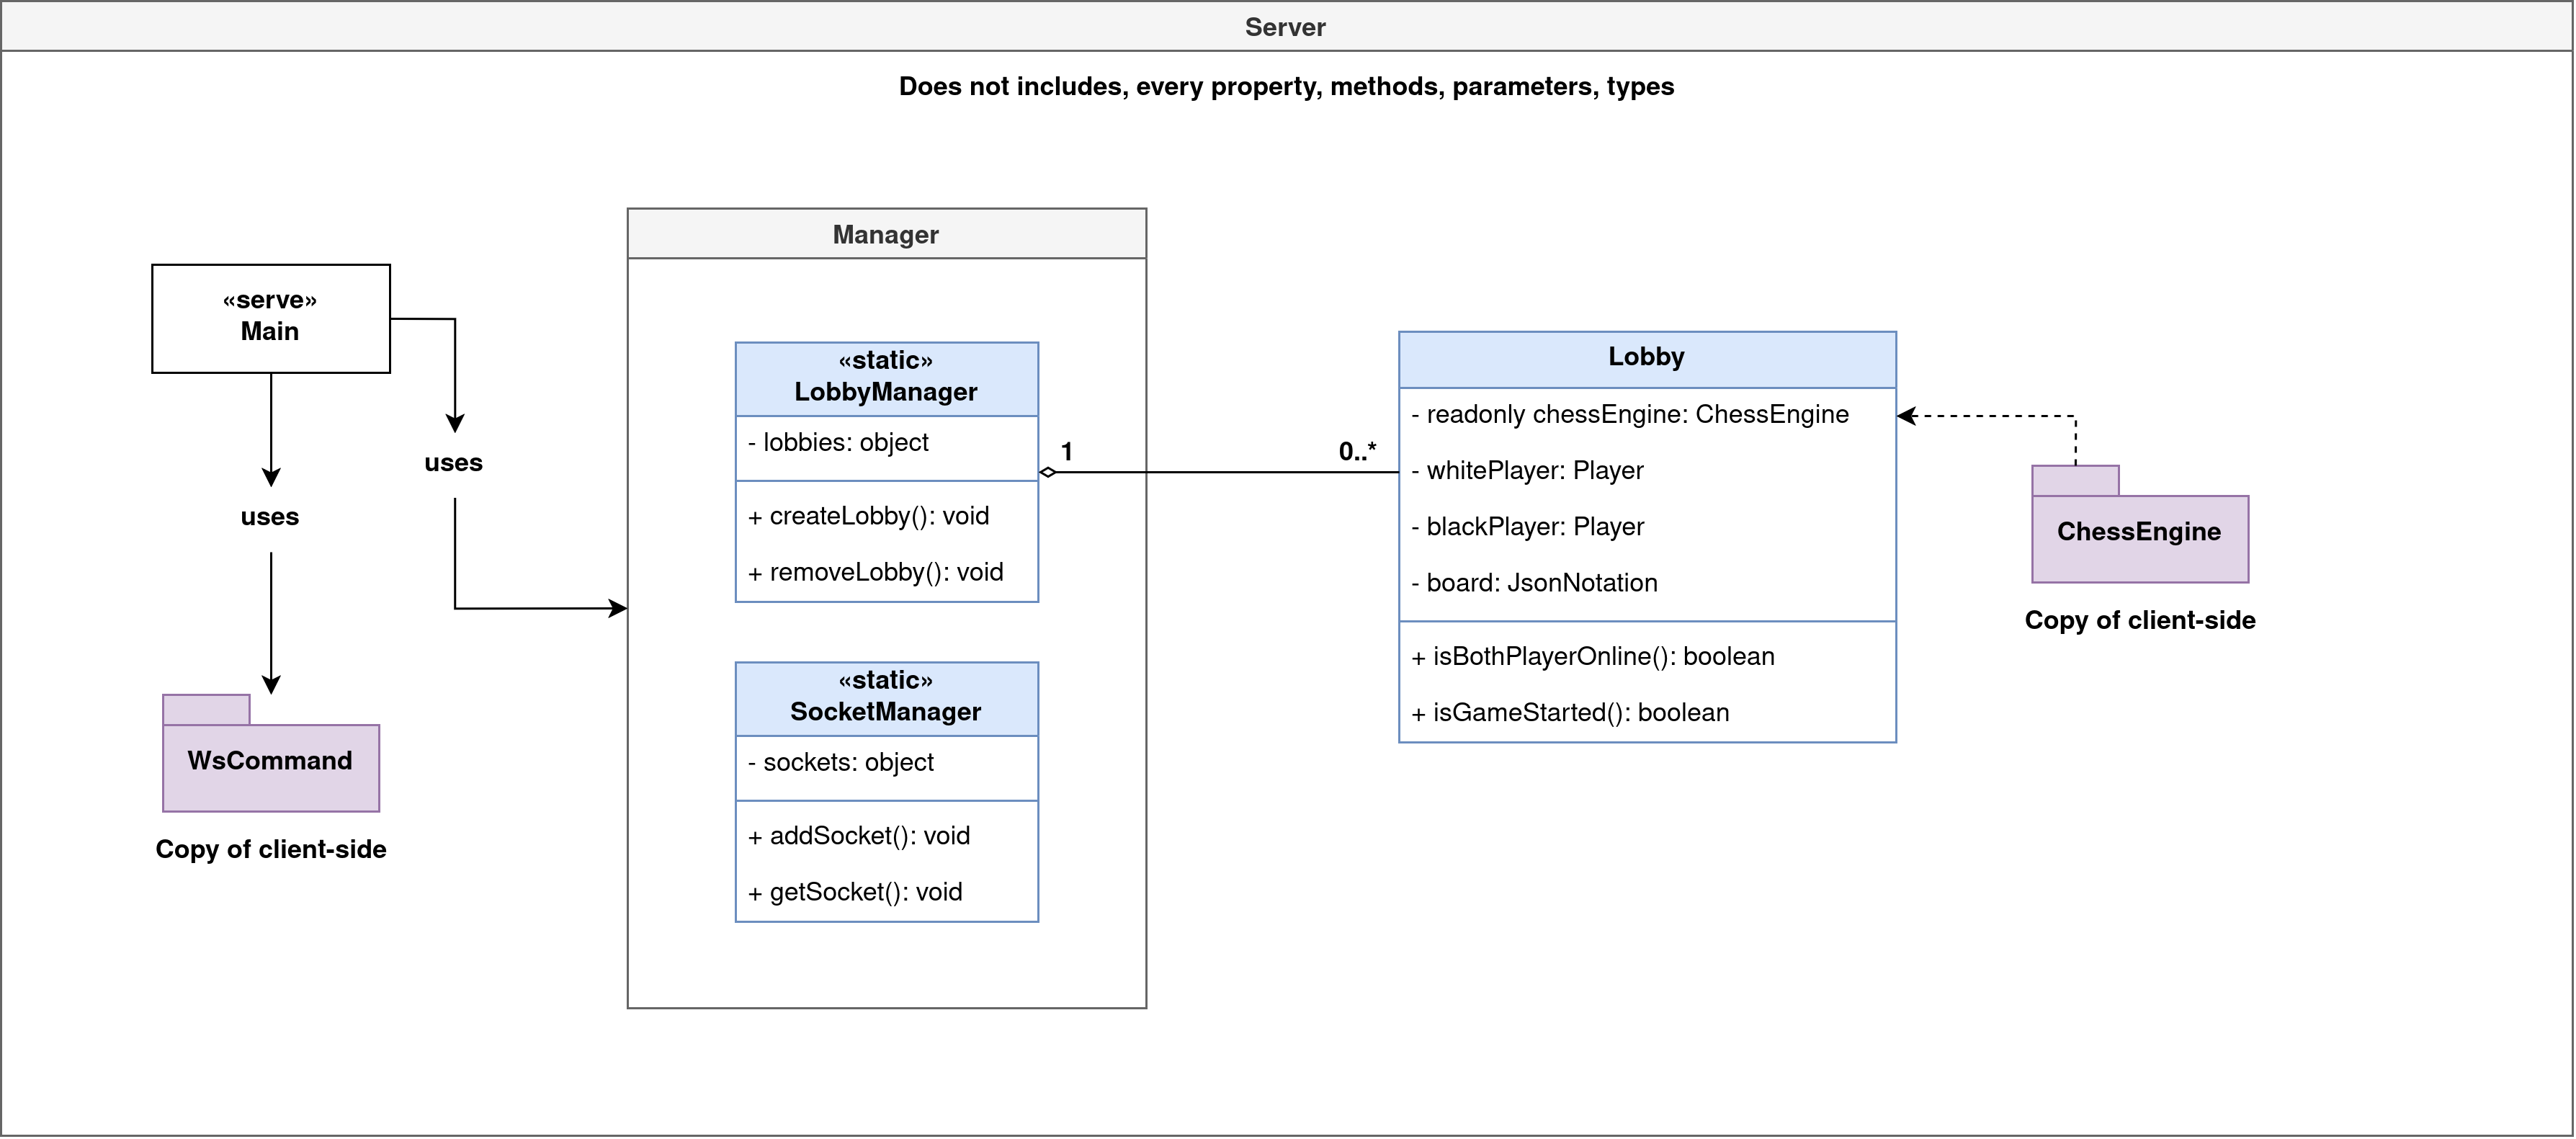 Server
Does not includes, every property, methods, parameters, types
«serve»
Main
uses
uses
WsCommand
Copy of client-side
Manager
«static»
LobbyManager
- lobbies: object
+ createLobby(): void
+ removeLobby(): void
«static»
SocketManager
- sockets: object
+ addSocket(): void
+ getSocket(): void
1
0..*
Lobby
- readonly chessEngine: ChessEngine
- whitePlayer: Player
- blackPlayer: Player
- board: JsonNotation
+ isBothPlayerOnline(): boolean
+ isGameStarted(): boolean
ChessEngine
Copy of client-side